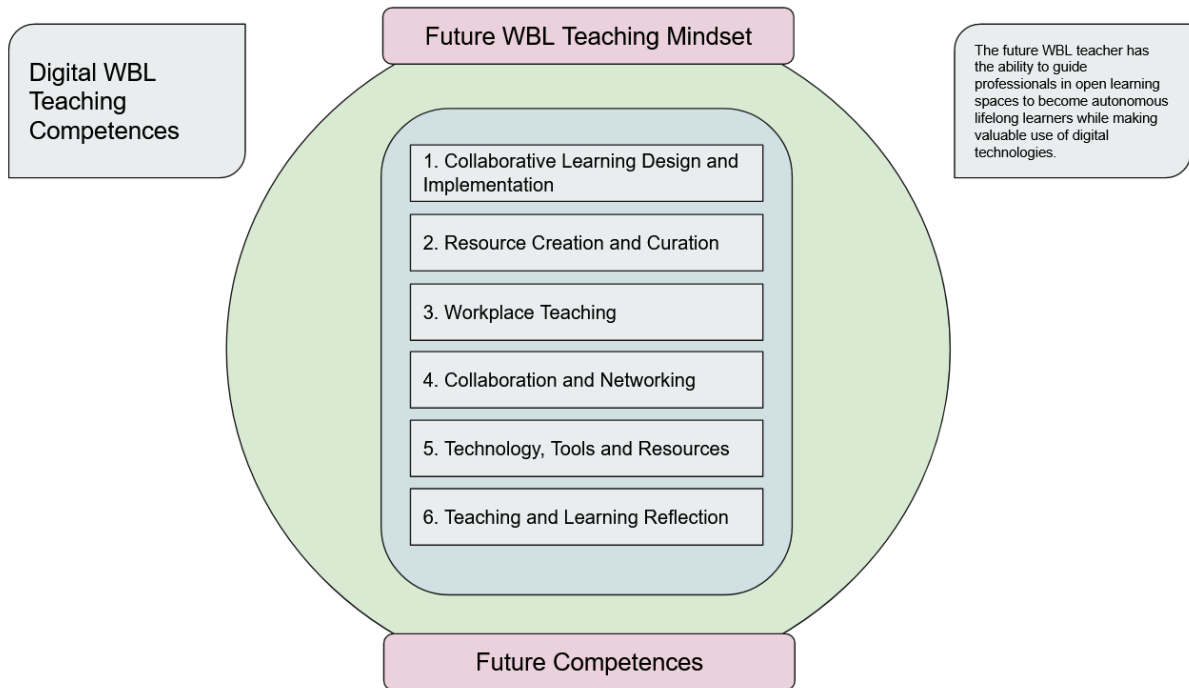 Digital WBL
Teaching
Competences
Future WBL Teaching Mindset
The future WBL teacher has
the ability to guide
professionals in open learning
spaces to become autonomous
lifelong learners while making
valuable use of digital
technologies.
1. Collaborative Learning Design and
Implementation
2. Resource Creation and Curation
3. Workplace Teaching
4. Collaboration and Networking
5. Technology, Tools and Resources
6. Teaching and Learning Reflection
Future Competences